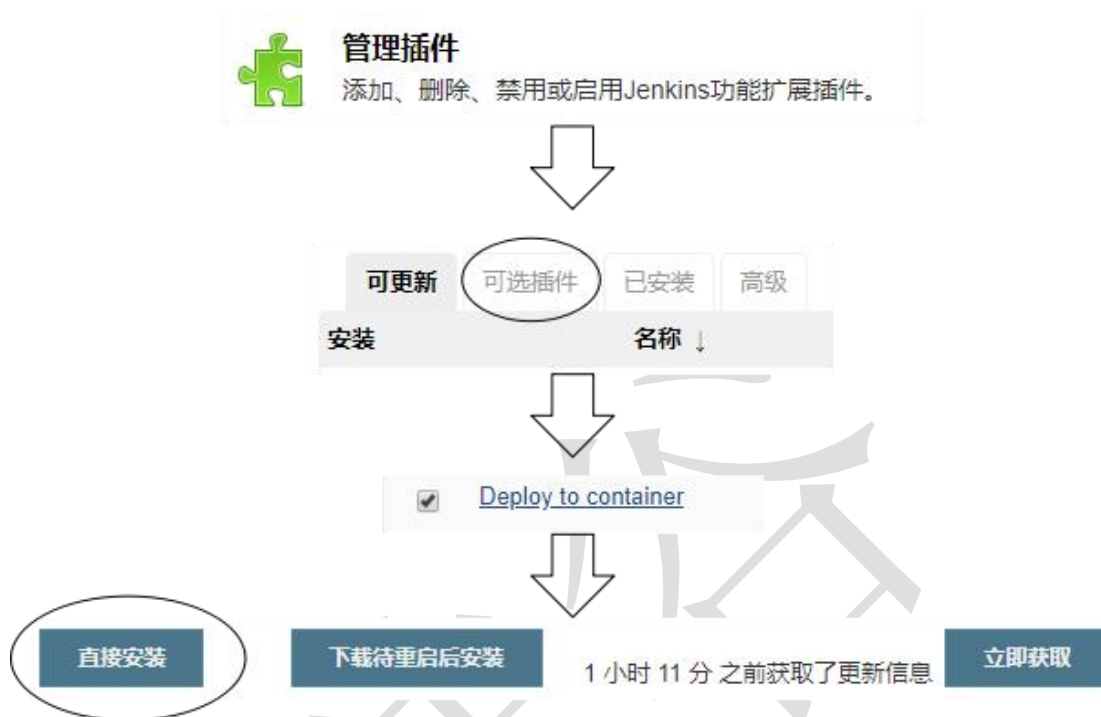 管理插件
添加、删除、禁用或启用Jenkins功能扩展插件。
可更新 可选插件 已安装 高级
安装 名称 ↓
Deploy to container
直接安装 下载待重启后安装 1 小时 11 分 之前获取了更新信息 立即获取